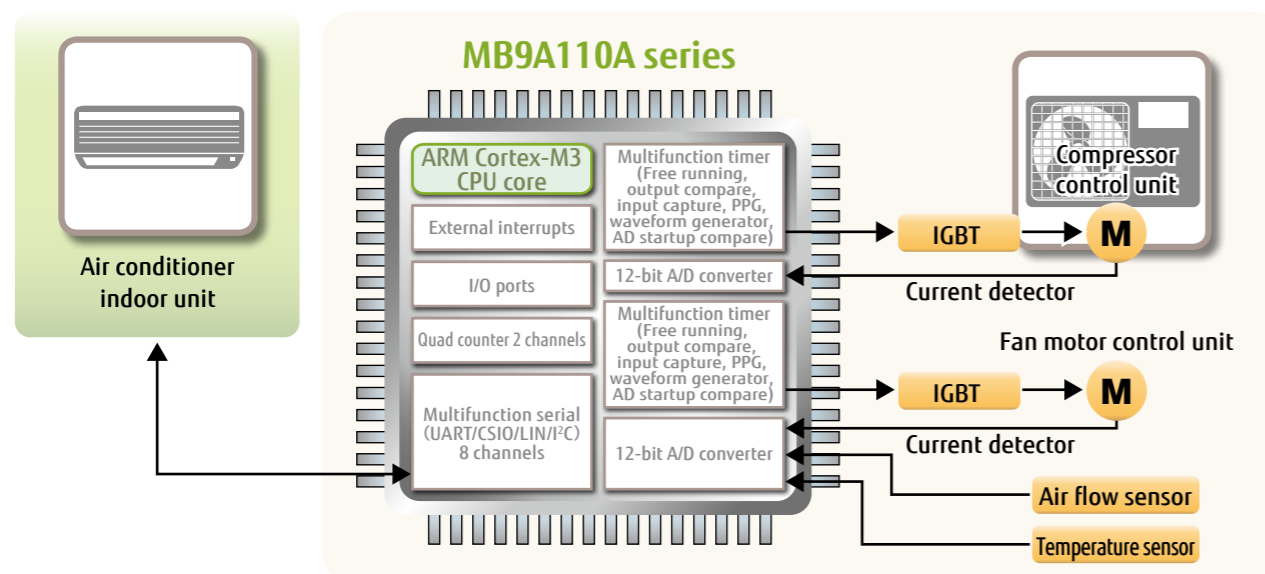 MB9A110A series
Air conditioner
indoor unit
ARM Cortex-M3
CPU core
External interrupts
I/O ports
Quad counter 2 channels
Multifunction serial
(UART/CSIO/LIN/I²C)
8 channels
Multifunction timer
(Free running,
output compare,
input capture, PPG,
waveform generator,
AD startup compare)
12-bit A/D converter
Multifunction timer
(Free running,
output compare,
input capture, PPG,
waveform generator,
AD startup compare)
12-bit A/D converter
Compressor
control unit
IGBT
M
Current detector
Fan motor control unit
IGBT
M
Current detector
Air flow sensor
Temperature sensor